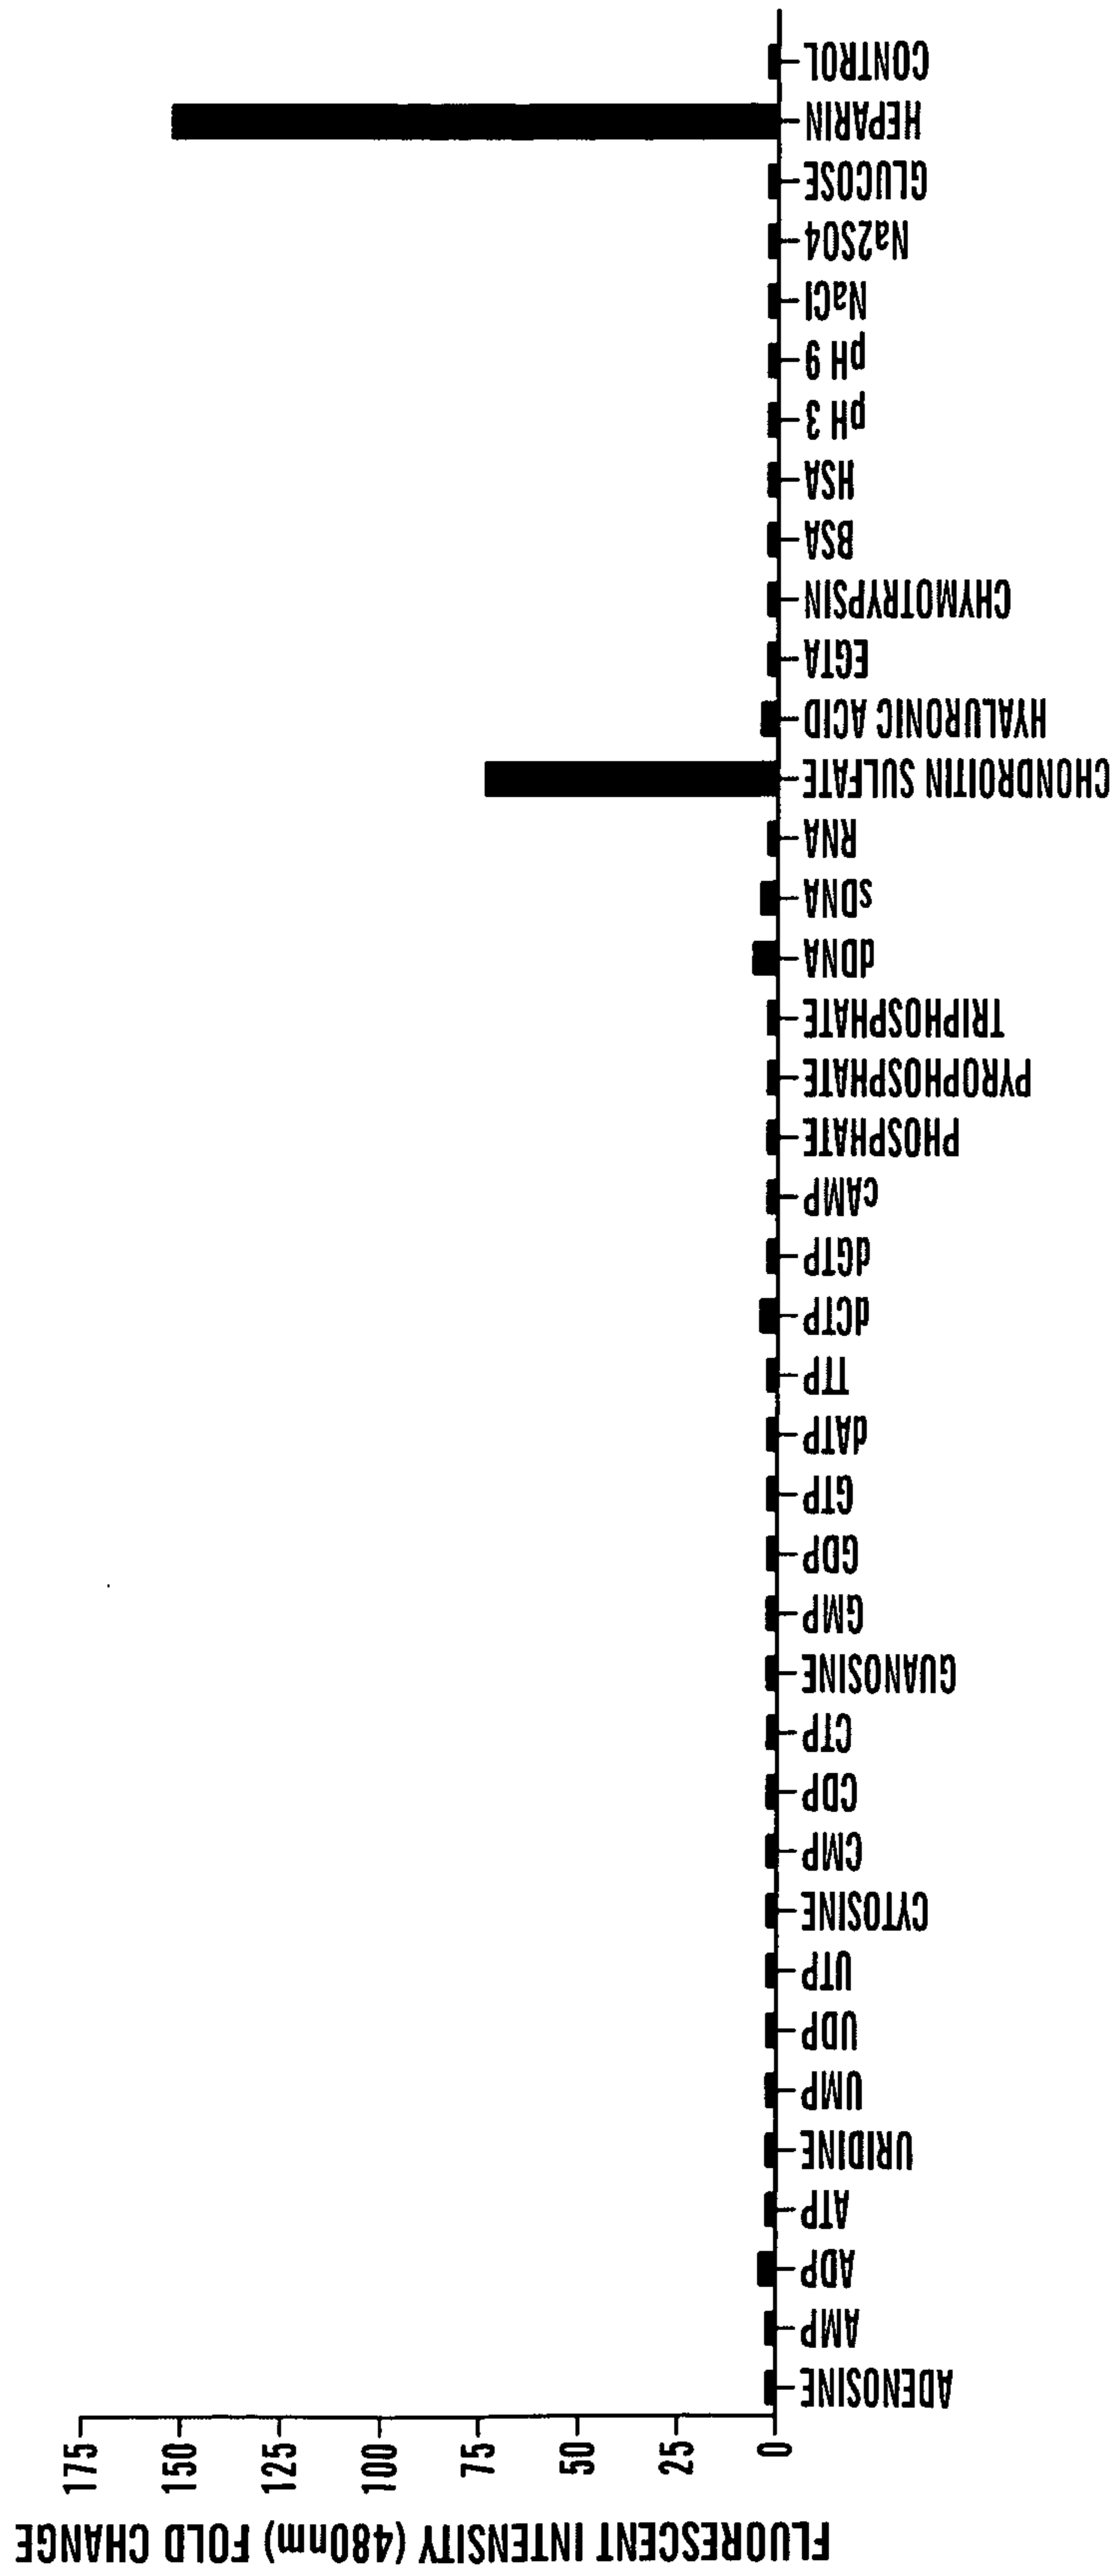 FLUORESCENT INTENSITY (480nm) FOLD CHANGE
175
150
125
100
75
50
25
0
ADENOSINE
AMP
ADP
ATP
URIDINE
UMP
UDP
UTP
CYTOSINE
CMP
CDP
CTP
GUANOSINE
GMP
GDP
GTP
dATP
TTP
dCTP
dGTP
cAMP
PHOSPHATE
PYROPHOSPHATE
TRIPHOSPHATE
dDNA
sDNA
RNA
CHONDROITIN SULFATE
HYALURONIC ACID
EGTA
CHYMOTRYPSIN
BSA
HSA
pH 3
pH 9
NaCl
Na2SO4
GLUCOSE
HEPARIN
CONTROL